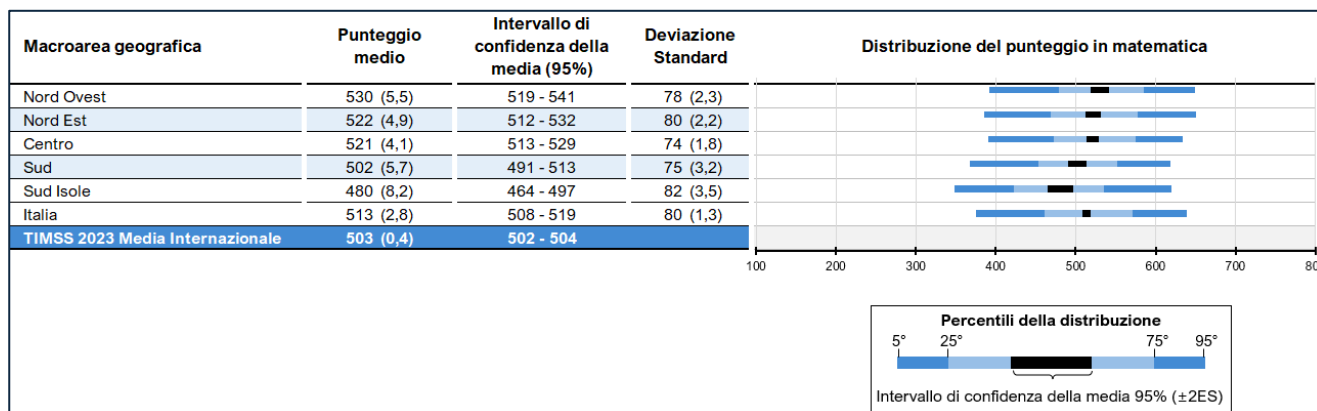 Macroarea geografica
Punteggio
medio
Intervallo di
confidenza della
media (95%)
Deviazione
Standard
Distribuzione del punteggio in matematica
Nord Ovest 530 (5,5) 519 - 541 78 (2,3)
Nord Est 522 (4,9) 512 - 532 80 (2,2)
Centro 521 (4,1) 513 - 529 74 (1,8)
Sud 502 (5,7) 491 - 513 75 (3,2)
Sud Isole 480 (8,2) 464 - 497 82 (3,5)
Italia 513 (2,8) 508 - 519 80 (1,3)
TIMSS 2023 Media Internazionale 503 (0,4) 502 - 504
100 200 300 400 500 600 700 80
Percentili della distribuzione
5° 25° 75° 95°
Intervallo di confidenza della media 95% (±2ES)